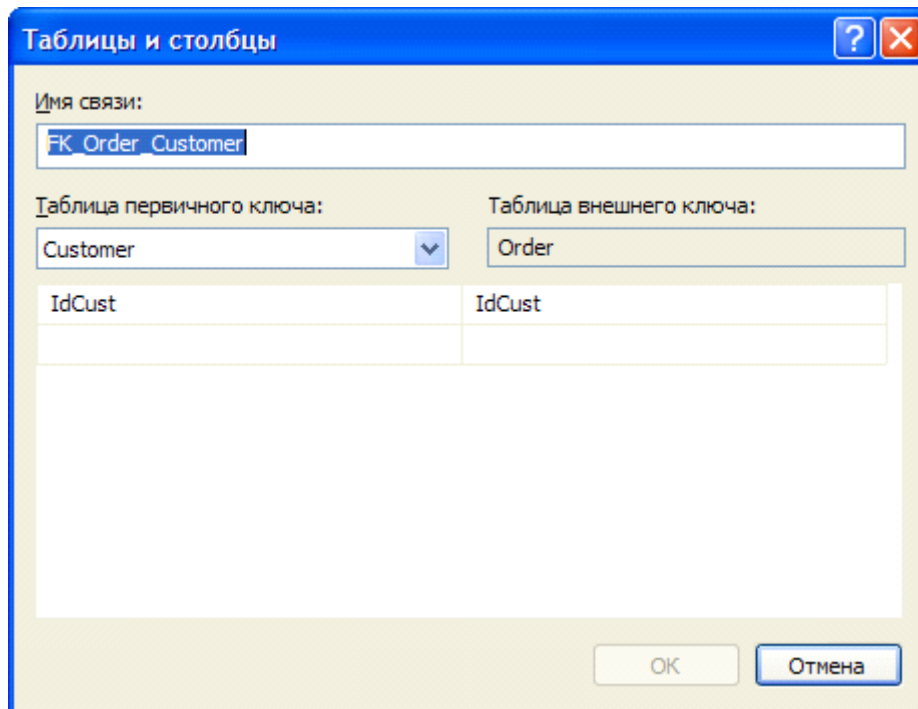 Таблицы и столбцы
Имя связи:
FK_Order_Customer
Таблица первичного ключа: Таблица внешнего ключа:
Customer Order
IdCust IdCust
OK Отмена